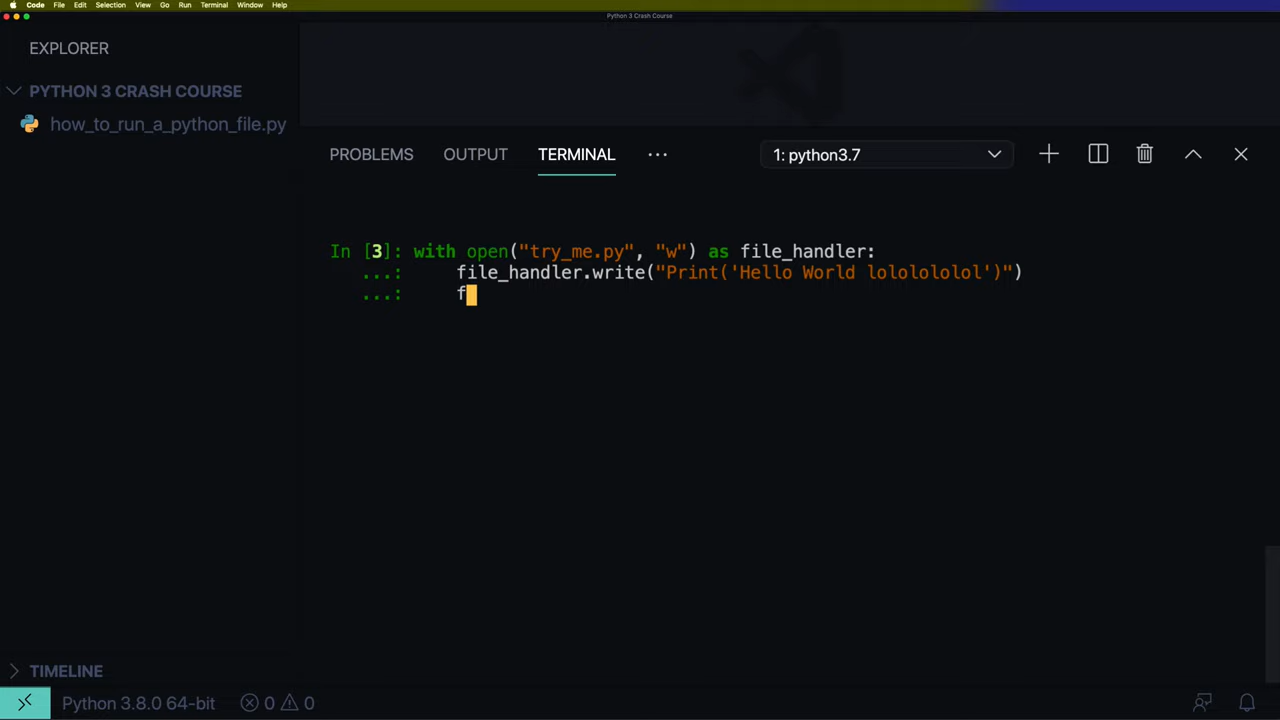 Code File Edit Selection View Go Run Terminal Window Help
Python 3 Crash Course
EXPLORER
PYTHON 3 CRASH COURSE
how_to_run_a_python_file.py
PROBLEMS OUTPUT TERMINAL ··· 1: python3.7
In [3]: with open("try_me.py", "w") as file_handler:
...: file_handler.write("Print('Hello World lolololololol')")
...: f
TIMELINE
Python 3.8.0 64-bit 0 0